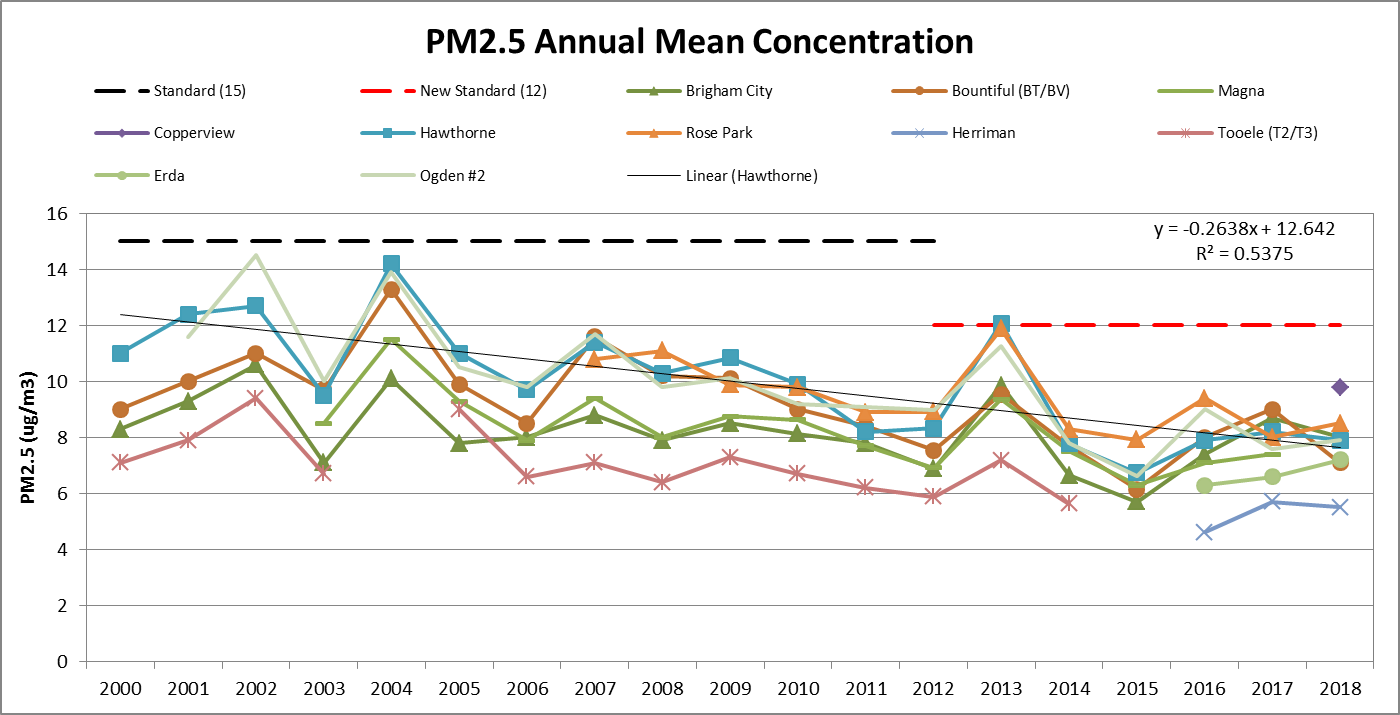 PM2.5 Annual Mean Concentration
Standard (15) New Standard (12) Brigham City Bountiful (BT/BV) Magna
Copperview Hawthorne Rose Park Herriman Tooele (T2/T3)
Erda Ogden #2 Linear (Hawthorne)
y = -0.2638x + 12.642
R² = 0.5375
PM2.5 (ug/m3)
16
14
12
10
8
6
4
2
0
2000 2001 2002 2003 2004 2005 2006 2007 2008 2009 2010 2011 2012 2013 2014 2015 2016 2017 2018